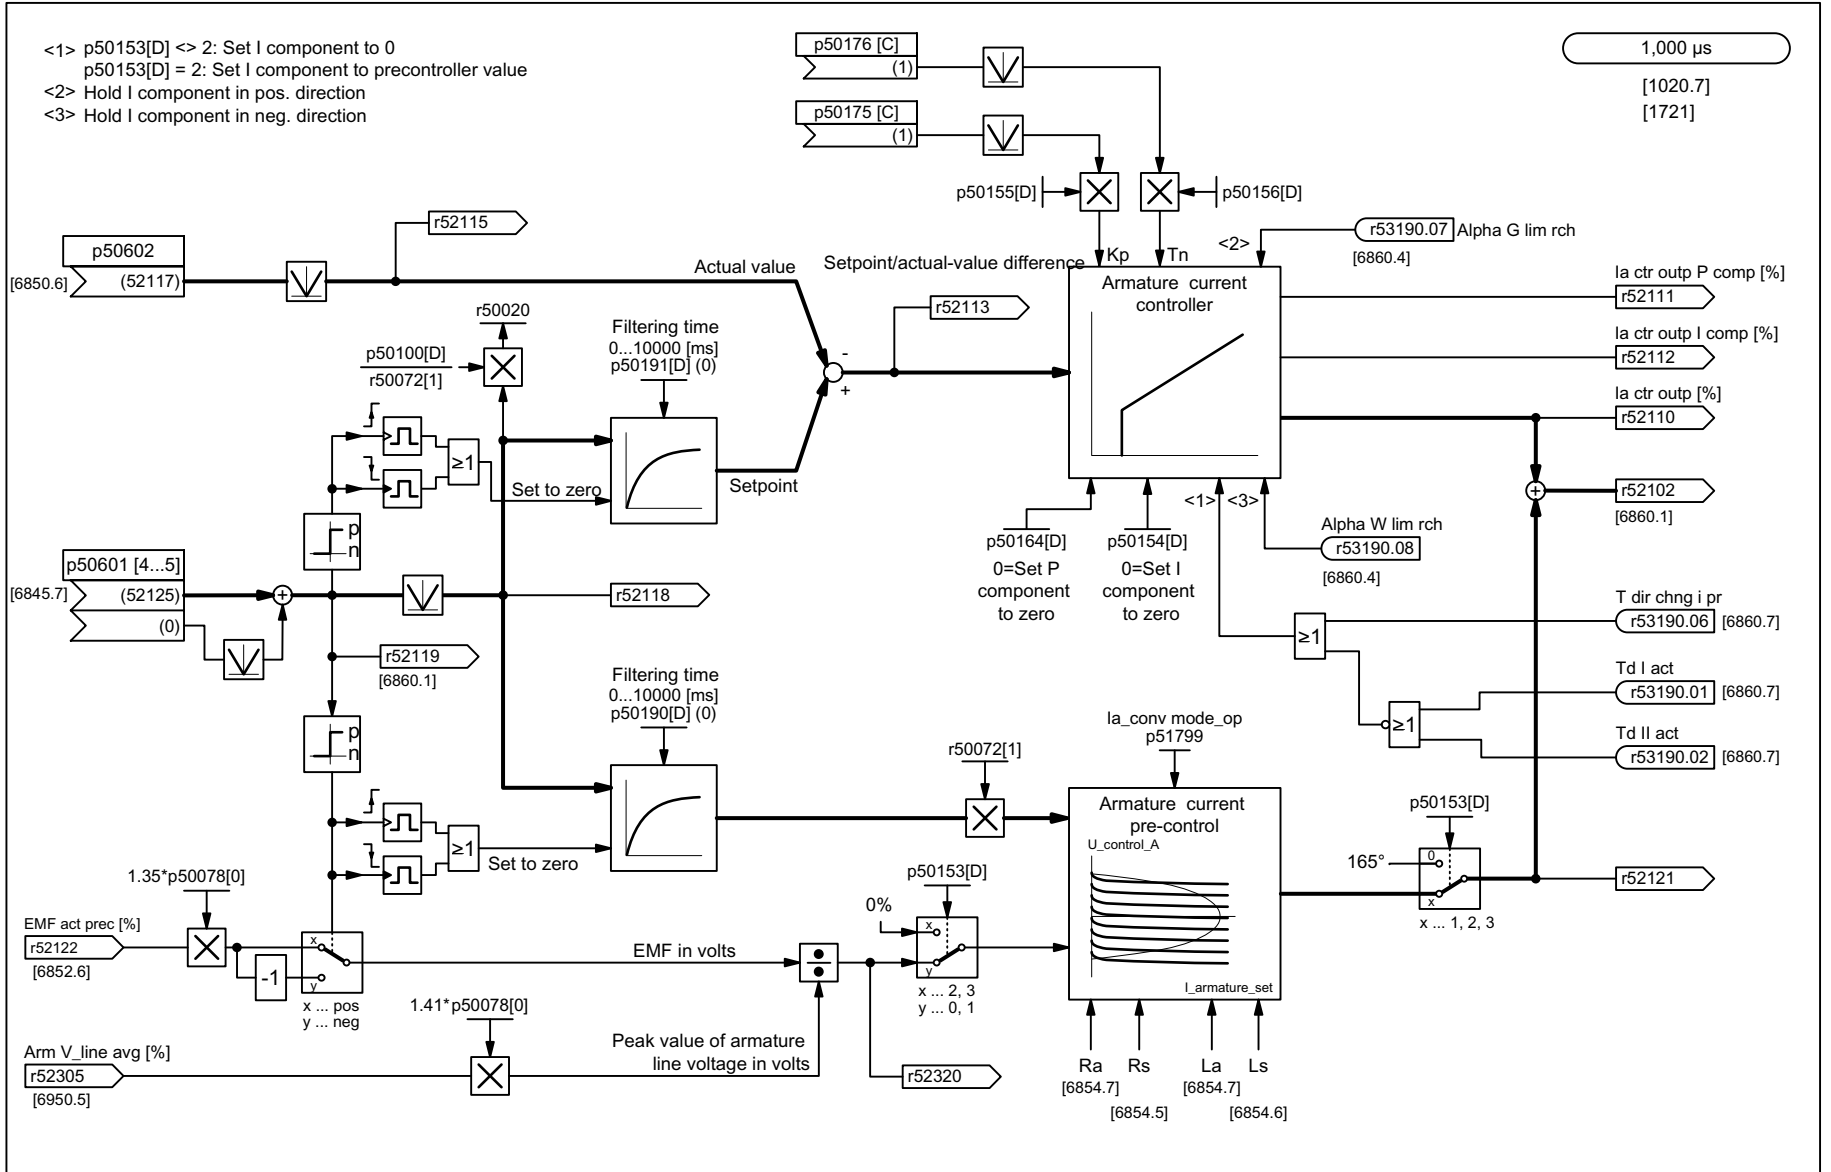 <1> p50153[D] <> 2: Set I component to 0
p50153[D] = 2: Set I component to precontroller value
<2> Hold I component in pos. direction
<3> Hold I component in neg. direction
p50176 [C]
(1)
p50175 [C]
(1)
1,000 µs
[1020.7]
[1721]
p50155[D]
p50156[D]
r52115
p50602
(52117)
[6850.6]
Actual value
Setpoint/actual-value difference
Kp
Tn
<2>
r53190.07
Alpha G lim rch
[6860.4]
Armature current
controller
Ia ctr outp P comp [%]
r52111
Ia ctr outp I comp [%]
r52112
Ia ctr outp [%]
r52110
r52102
[6860.1]
r52113
-
+
r50020
p50100[D]
r50072[1]
Filtering time
0...10000 [ms]
p50191[D] (0)
≥1
Set to zero
Setpoint
p
n
<1>
<3>
p50164[D]
0=Set P
component
to zero
p50154[D]
0=Set I
component
to zero
Alpha W lim rch
r53190.08
[6860.4]
p50601 [4...5]
(52125)
(0)
[6845.7]
+
r52118
r52119
[6860.1]
T dir chng i pr
r53190.06
[6860.7]
≥1
Td I act
r53190.01
[6860.7]
≥1
Td II act
r53190.02
[6860.7]
+
Filtering time
0...10000 [ms]
p50190[D] (0)
p
n
≥1
Set to zero
r50072[1]
Ia_conv mode_op
p51799
Armature current
pre-control
U_control_A
I_armature_set
p50153[D]
165°
0
x
x ... 1, 2, 3
r52121
1.35*p50078[0]
EMF act prec [%]
r52122
[6852.6]
-1
x
y
x ... pos
y ... neg
EMF in volts
p50153[D]
0%
x
y
x ... 2, 3
y ... 0, 1
1.41*p50078[0]
Arm V_line avg [%]
r52305
[6950.5]
Peak value of armature
line voltage in volts
r52320
Ra
[6854.7]
Rs
[6854.5]
La
[6854.7]
Ls
[6854.6]